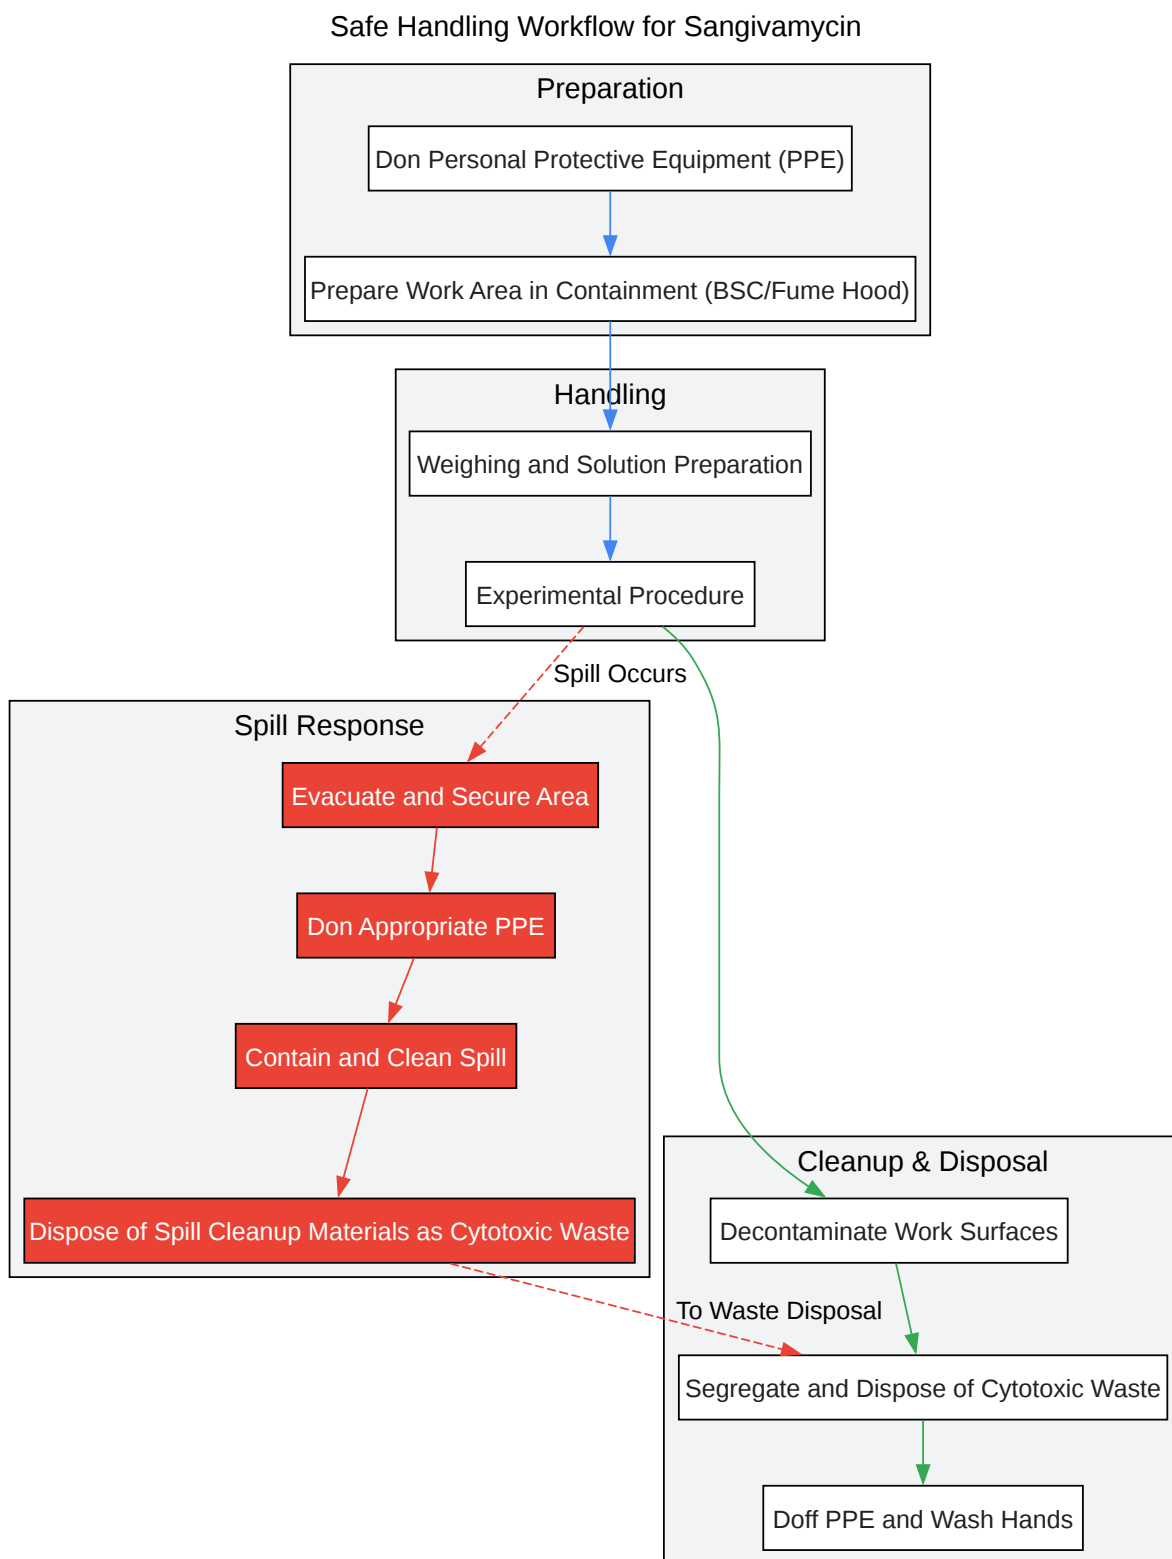 Safe Handling Workflow for Sangivamycin
Preparation
Don Personal Protective Equipment (PPE)
Prepare Work Area in Containment (BSC/Fume Hood)
Handling
Weighing and Solution Preparation
Experimental Procedure
Spill Occurs
Spill Response
Evacuate and Secure Area
Don Appropriate PPE
Contain and Clean Spill
Dispose of Spill Cleanup Materials as Cytotoxic Waste
Cleanup & Disposal
Decontaminate Work Surfaces
To Waste Disposal
Segregate and Dispose of Cytotoxic Waste
Doff PPE and Wash Hands